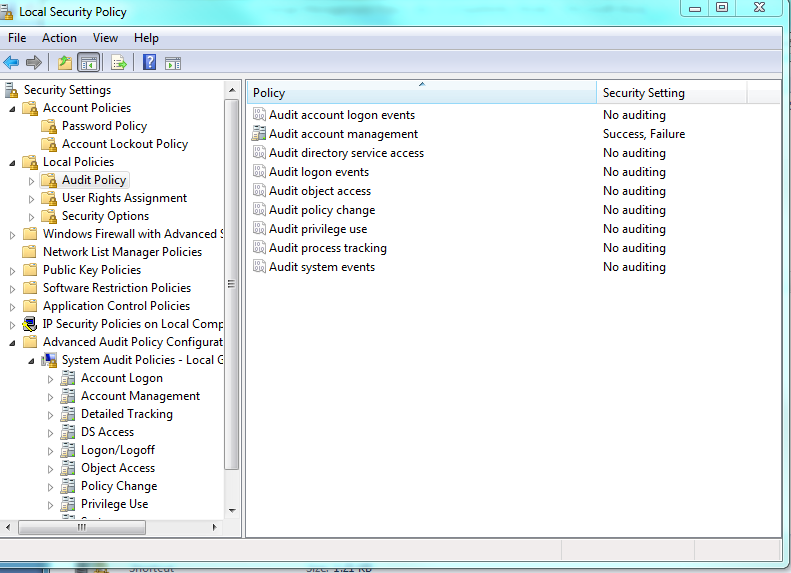 Local Security Policy
File Action View Help
Security Settings
Account Policies
Password Policy
Account Lockout Policy
Local Policies
Audit Policy
User Rights Assignment
Security Options
Windows Firewall with Advanced S
Network List Manager Policies
Public Key Policies
Software Restriction Policies
Application Control Policies
IP Security Policies on Local Comp
Advanced Audit Policy Configurat
System Audit Policies - Local G
Account Logon
Account Management
Detailed Tracking
DS Access
Logon/Logoff
Object Access
Policy Change
Privilege Use
Policy Security Setting
Audit account logon events No auditing
Audit account management Success, Failure
Audit directory service access No auditing
Audit logon events No auditing
Audit object access No auditing
Audit policy change No auditing
Audit privilege use No auditing
Audit process tracking No auditing
Audit system events No auditing
Shortcut Size: 1.21 KB